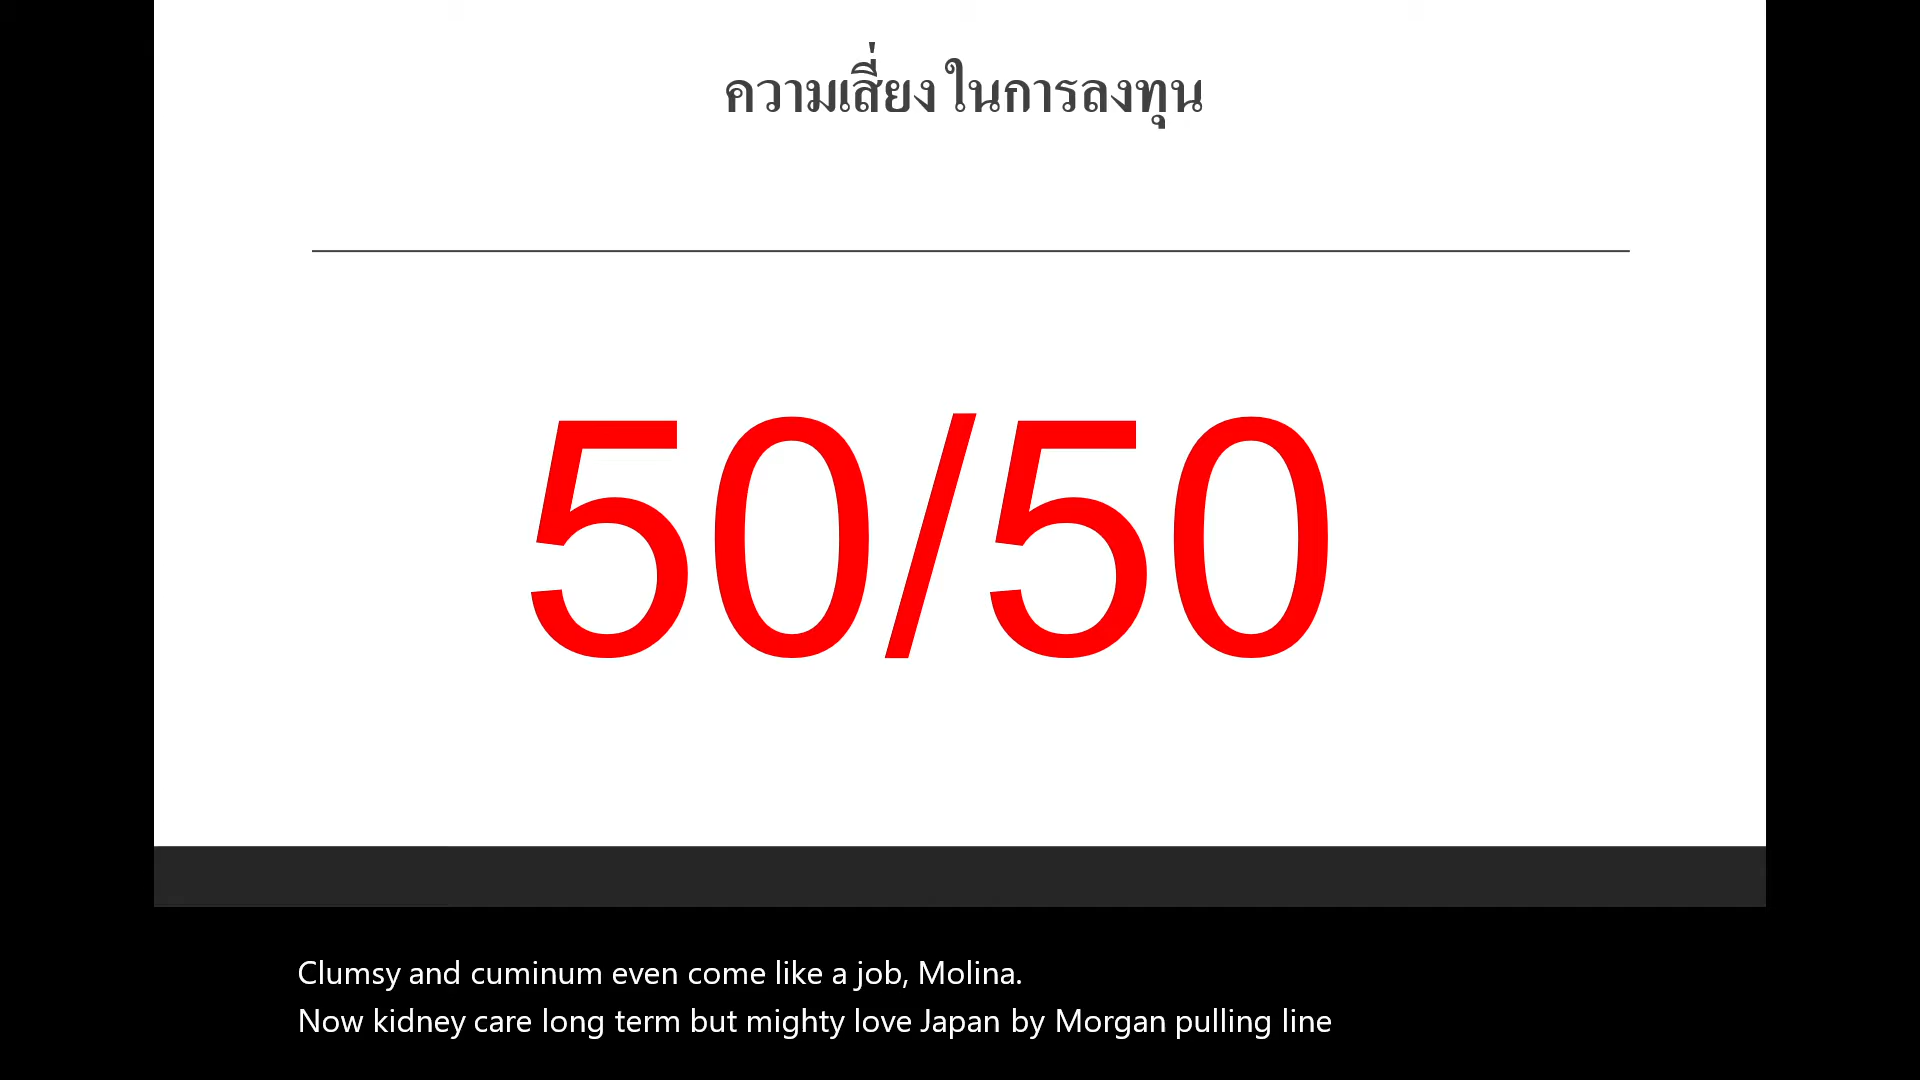 ความเสี่ยง ในการลงทุน
50/50
Clumsy and cuminum even come like a job, Molina.
Now kidney care long term but mighty love Japan by Morgan pulling line